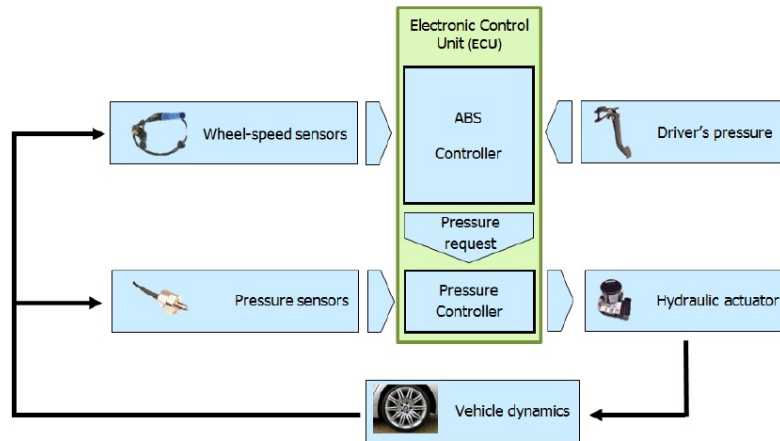 Electronic Control
Unit (ECU)
Wheel-speed sensors
ABS
Controller
Driver's pressure
Pressure
request
Pressure sensors
Pressure
Controller
Hydraulic actuator
Vehicle dynamics